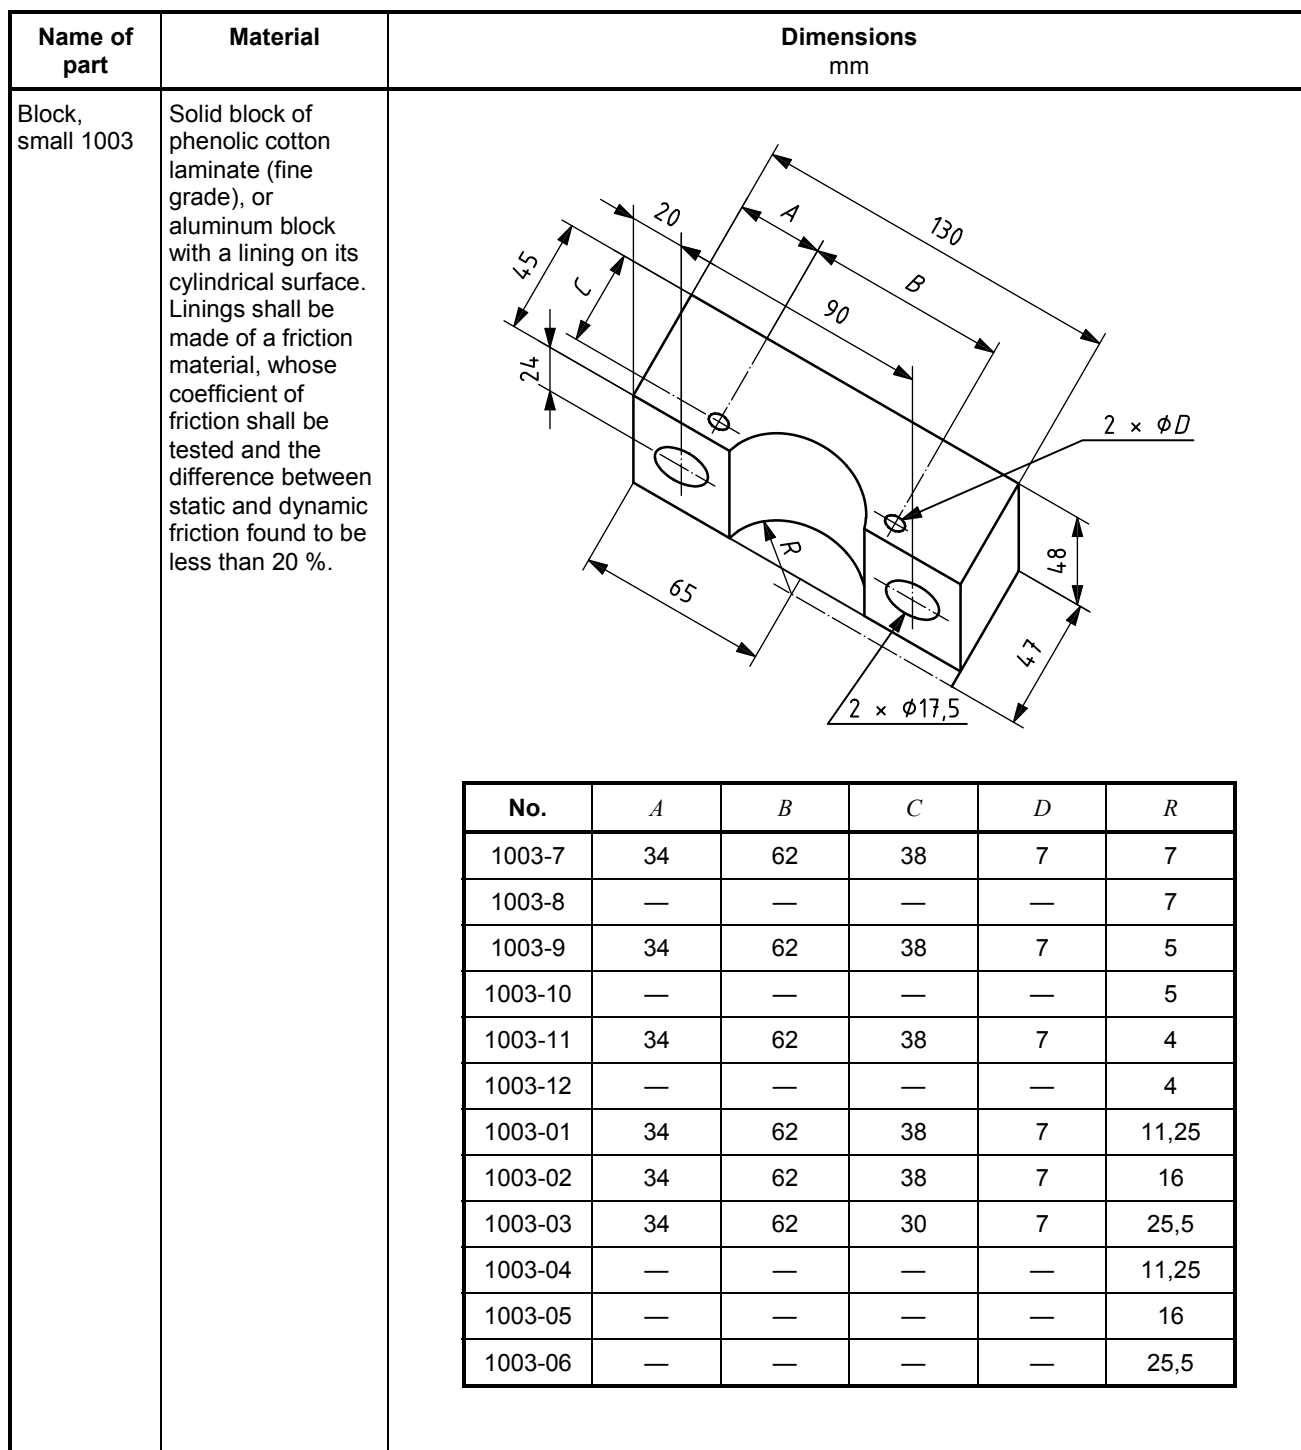 Name of part
Material
Dimensions
mm
Block,
small 1003
Solid block of
phenolic cotton
laminate (fine
grade), or
aluminum block
with a lining on its
cylindrical surface.
Linings shall be
made of a friction
material, whose
coefficient of
friction shall be
tested and the
difference between
static and dynamic
friction found to be
less than 20 %.
20
A
130
45
C
B
90
24
2 × ϕD
R
48
65
47
2 × ϕ17,5
No. A B C D R
1003-7 34 62 38 7 7
1003-8 — — — — 7
1003-9 34 62 38 7 5
1003-10 — — — — 5
1003-11 34 62 38 7 4
1003-12 — — — — 4
1003-01 34 62 38 7 11,25
1003-02 34 62 38 7 16
1003-03 34 62 30 7 25,5
1003-04 — — — — 11,25
1003-05 — — — — 16
1003-06 — — — — 25,5